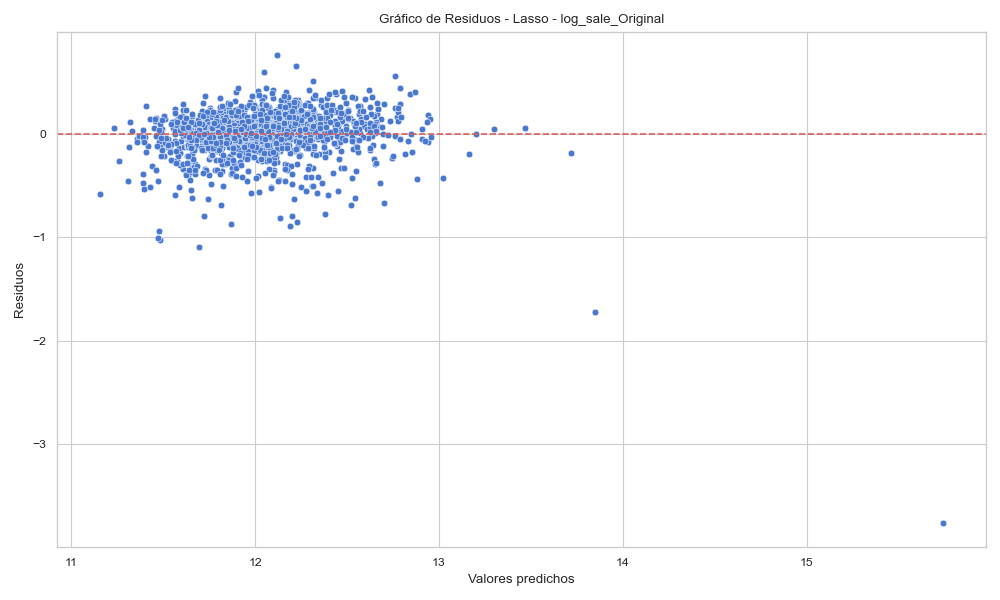 Gráfico de Residuos - Lasso - log_sale_Original
Residuos
0
−1
−2
−3
11 12 13 14 15
Valores predichos